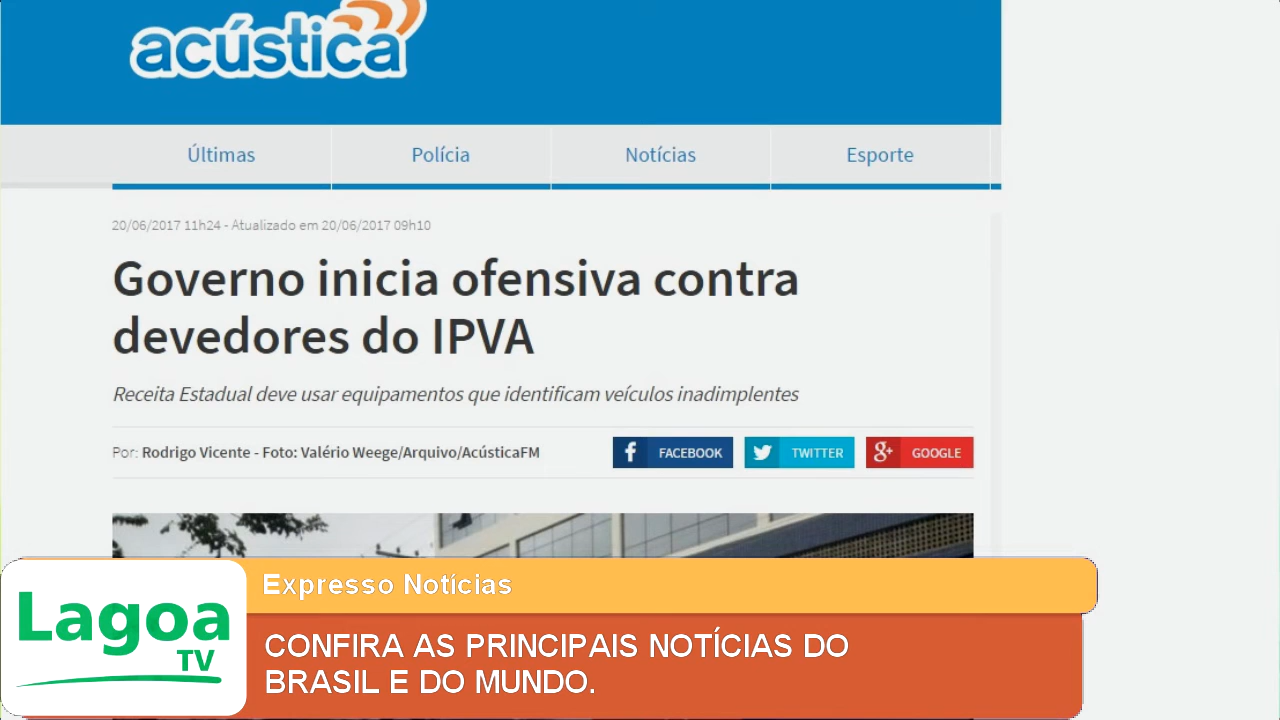 acústica
Últimas
Polícia
Notícias
Esporte
20/06/2017 11h24 - Atualizado em 20/06/2017 09h10
Governo inicia ofensiva contra
devedores do IPVA
Receita Estadual deve usar equipamentos que identificam veículos inadimplentes
Por: Rodrigo Vicente - Foto: Valério Weege/Arquivo/AcústicaFM
FACEBOOK
TWITTER
g+ GOOGLE
Expresso Notícias
Lagoa
TV
CONFIRA AS PRINCIPAIS NOTÍCIAS DO
BRASIL E DO MUNDO.